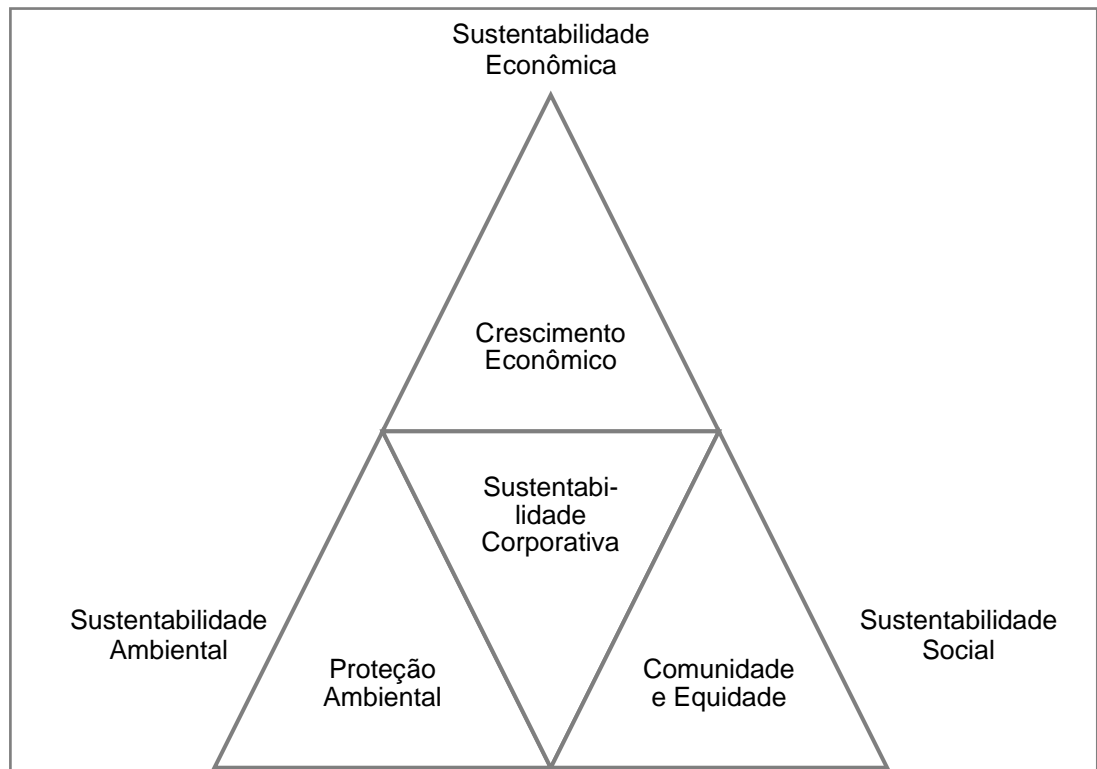 Sustentabilidade
Econômica
Crescimento
Econômico
Sustentabi-
lidade
Corporativa
Sustentabilidade
Ambiental
Sustentabilidade
Social
Proteção
Ambiental
Comunidade
e Equidade